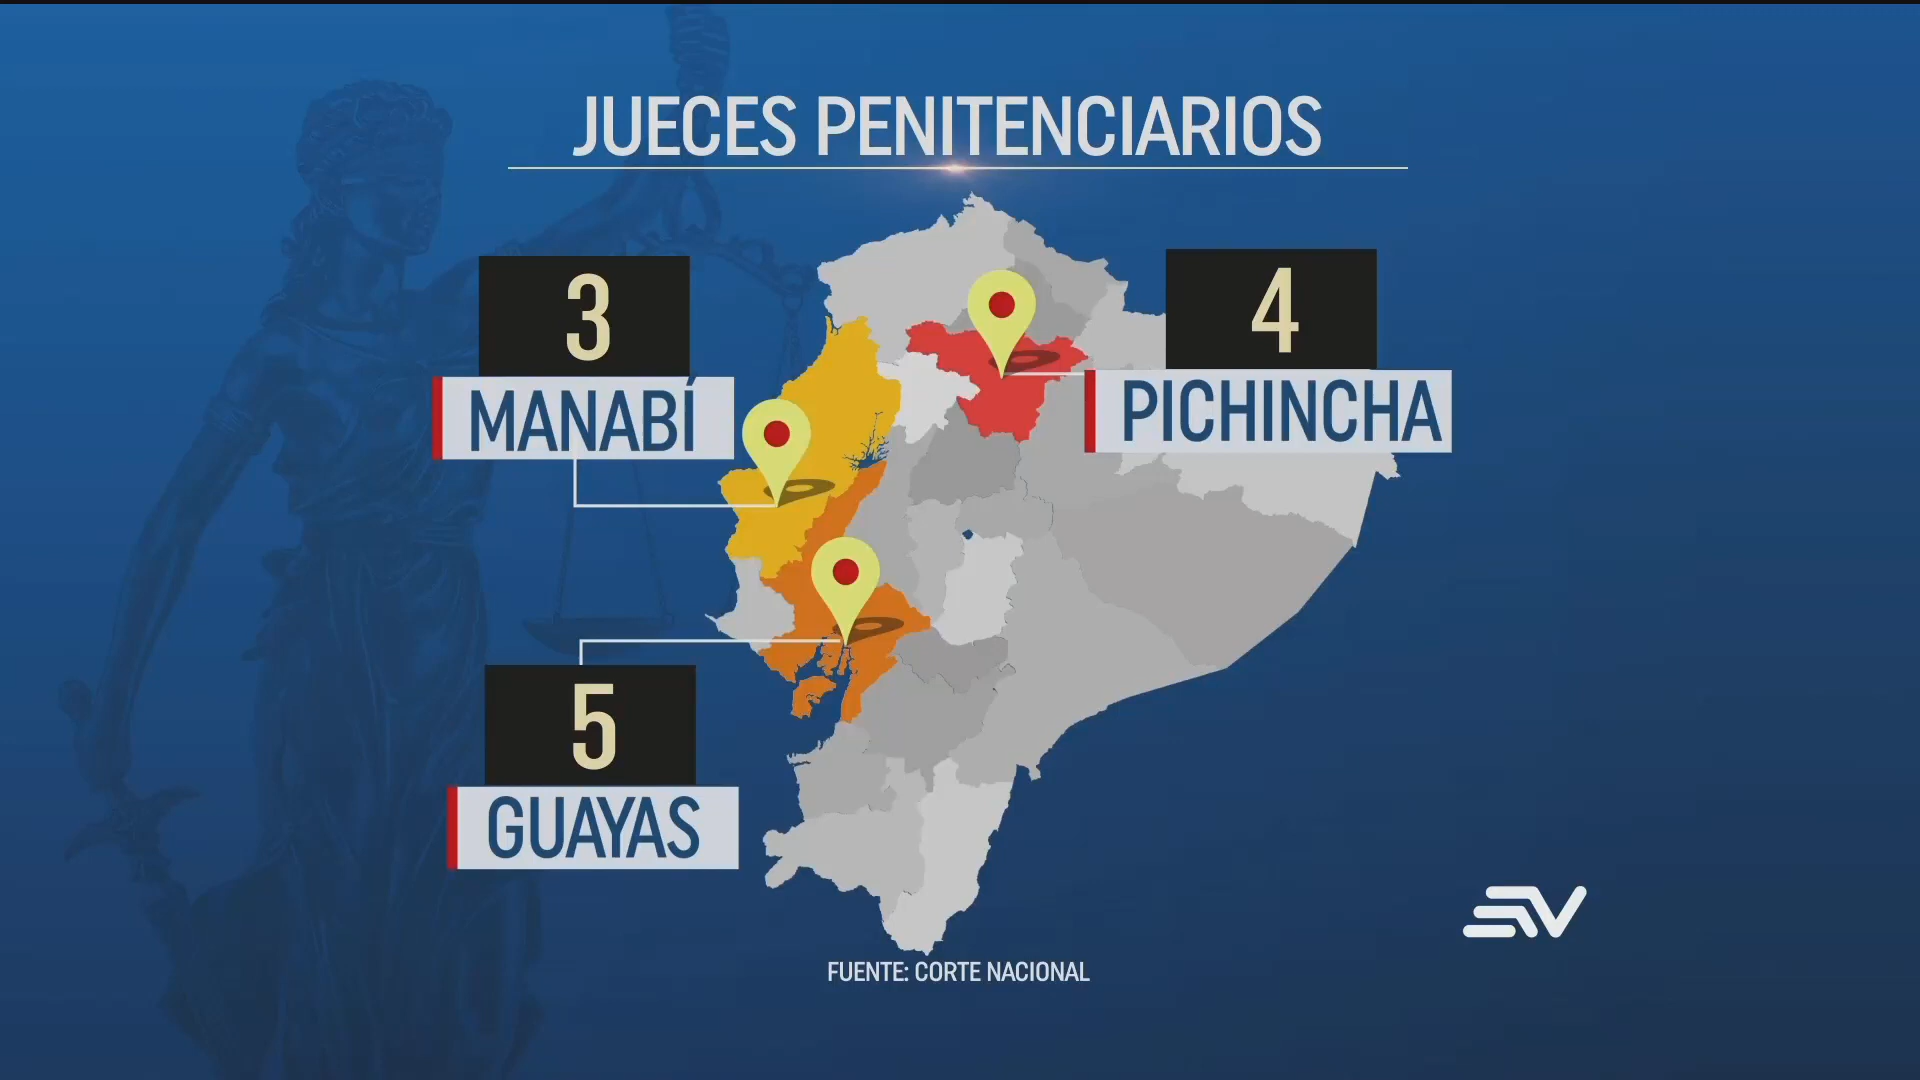 JUECES PENITENCIARIOS
3
MANABÍ
4
PICHINCHA
5
GUAYAS
FUENTE: CORTE NACIONAL